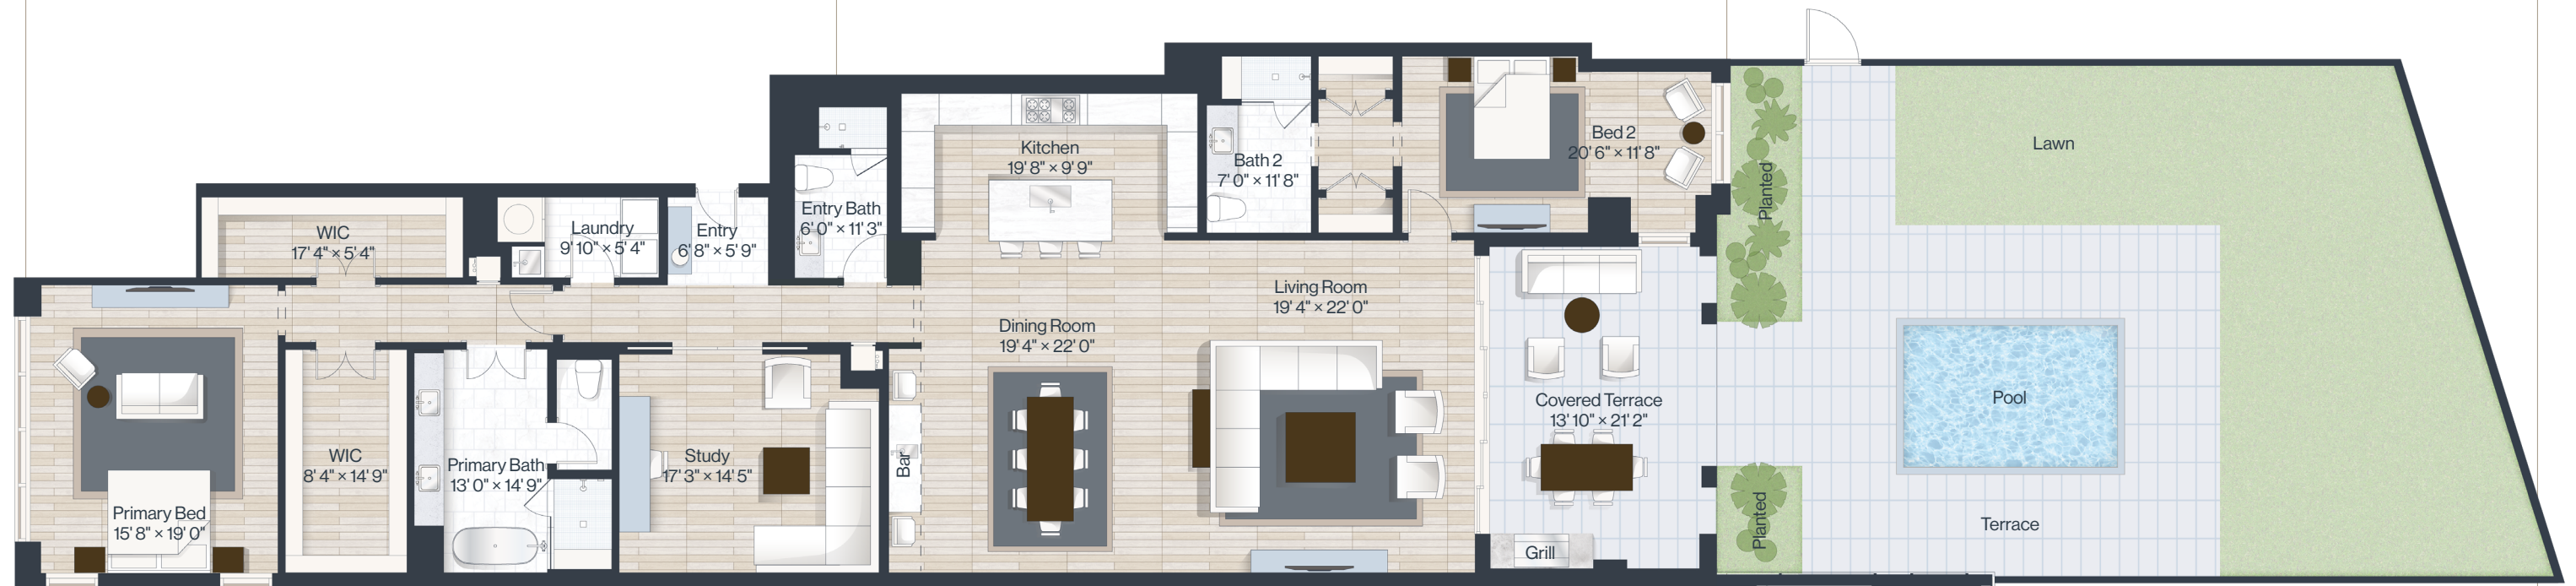 WIC
17' 4" × 5' 4"
Laundry
9' 10" × 5' 4"
Entry
6' 8" × 5' 9"
Entry Bath
6' 0" × 11' 3"
Kitchen
19' 8" × 9' 9"
Bath 2
7' 0" × 11' 8"
Bed 2
20' 6" × 11' 8"
Planted
Lawn
Primary Bed
15' 8" × 19' 0"
WIC
8' 4" × 14' 9"
Primary Bath
13' 0" × 14' 9"
Study
17' 3" × 14' 5"
Bar
Dining Room
19' 4" × 22' 0"
Living Room
19' 4" × 22' 0"
Covered Terrace
13' 10" × 21' 2"
Grill
Planted
Pool
Terrace